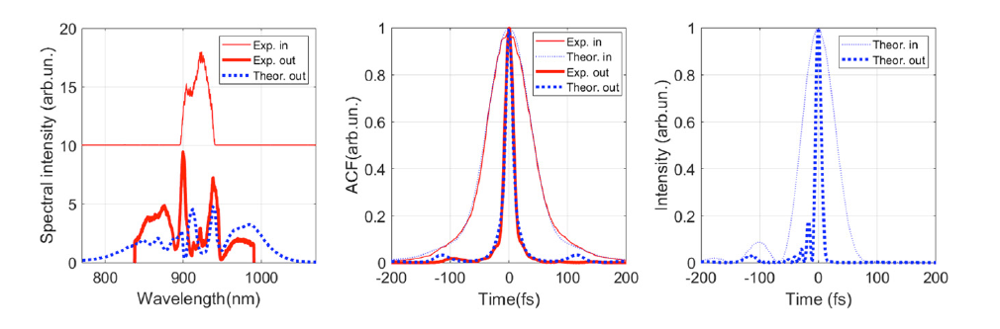 20
15
10
5
0
Spectral intensity (arb.un.)
800
900
1000
Wavelength(nm)
Exp. in
Exp. out
Theor. out
1
0.8
0.6
0.4
0.2
0
ACF(arb.un.)
-200
-100
0
100
200
Time(fs)
Exp. in
Theor. in
Exp. out
Theor. out
1
0.8
0.6
0.4
0.2
0
Intensity (arb.un.)
-200
-100
0
100
200
Time (fs)
Theor. in
Theor. out